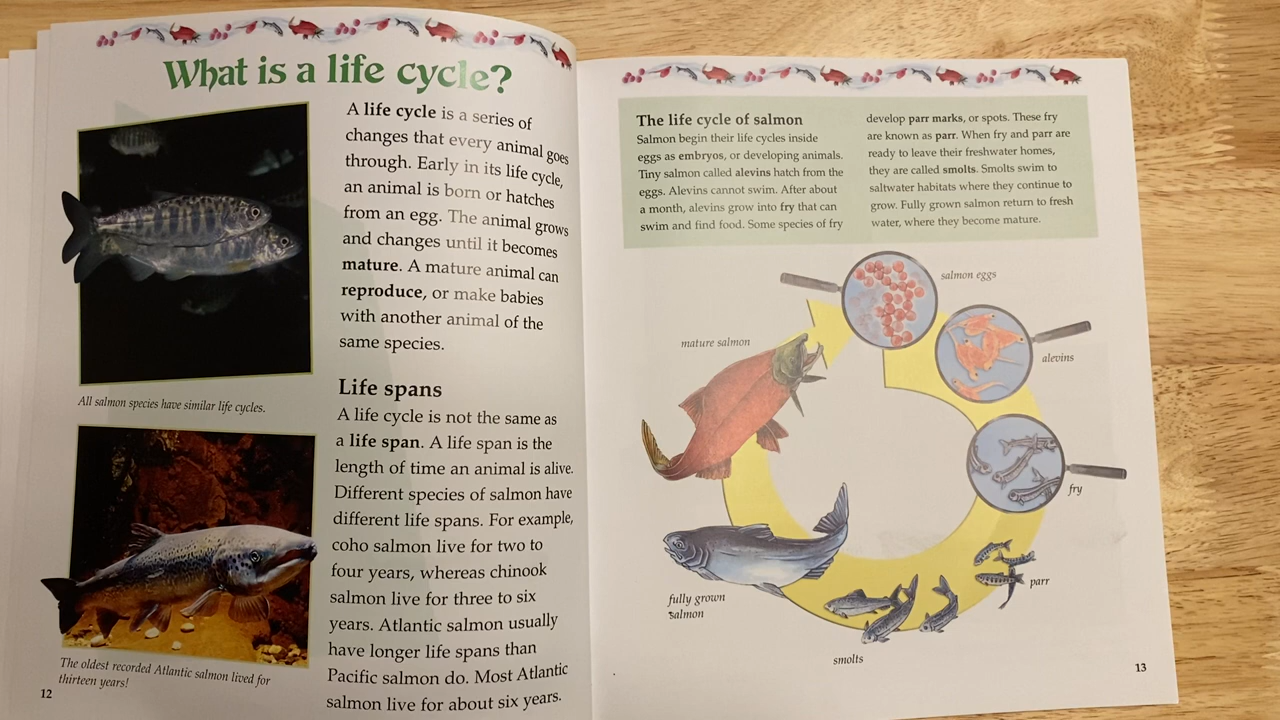 What is a life cycle?
A life cycle is a series of
changes that every animal goes
through. Early in its life cycle,
an animal is born or hatches
from an egg. The animal grows
and changes until it becomes
mature. A mature animal can
reproduce, or make babies
with another animal of the
same species.
Life spans
A life cycle is not the same as
a life span. A life span is the
length of time an animal is alive.
Different species of salmon have
different life spans. For example,
coho salmon live for two to
four years, whereas chinook
salmon live for three to six
years. Atlantic salmon usually
have longer life spans than
Pacific salmon do. Most Atlantic
salmon live for about six years.
All salmon species have similar life cycles.
The oldest recorded Atlantic salmon lived for
thirteen years!
12
The life cycle of salmon
Salmon begin their life cycles inside
eggs as embryos, or developing animals.
Tiny salmon called alevins hatch from the
eggs. Alevins cannot swim. After about
a month, alevins grow into fry that can
swim and find food. Some species of fry
develop parr marks, or spots. These fry
are known as parr. When fry and parr are
ready to leave their freshwater homes,
they are called smolts. Smolts swim to
saltwater habitats where they continue to
grow. Fully grown salmon return to fresh
water, where they become mature.
salmon eggs
alevins
fry
parr
smolts
fully grown
salmon
mature salmon
13